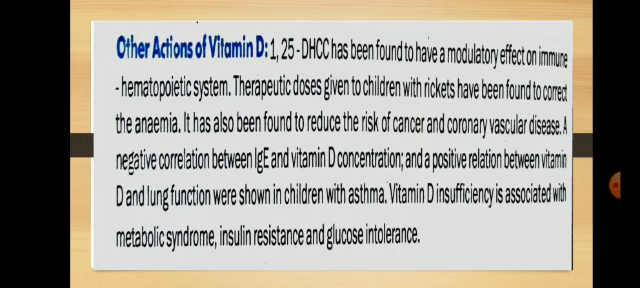 Other Actions of Vitamin D: 1, 25 - DHCC has been found to have a modulatory effect on immune
- hematopoietic system. Therapeutic doses given to children with rickets have been found to correct
the anaemia. It has also been found to reduce the risk of cancer and coronary vascular disease. A
negative correlation between IgE and vitamin D concentration; and a positive relation between vitamin
D and lung function were shown in children with asthma. Vitamin D insufficiency is associated with
metabolic syndrome, insulin resistance and glucose intolerance.